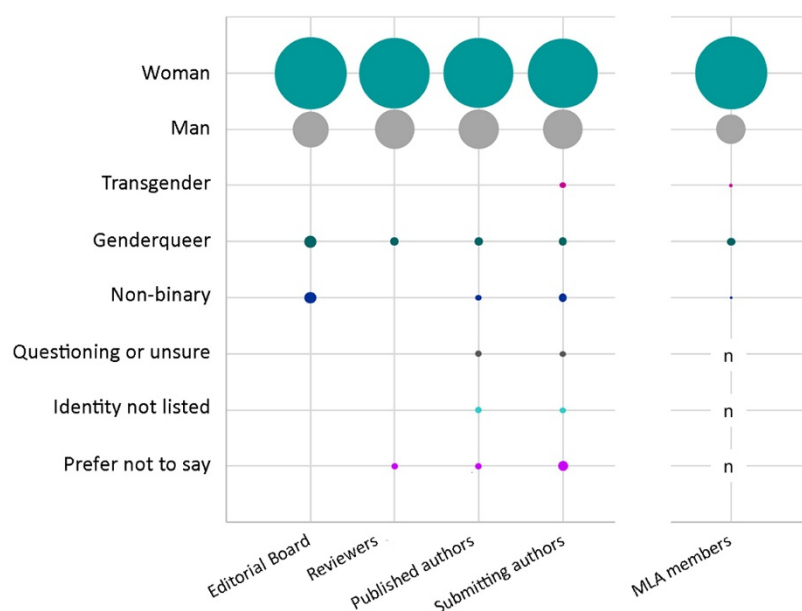 Woman
Man
Transgender
Genderqueer
Non-binary
Questioning or unsure
n
Identity not listed
n
Prefer not to say
n
Editorial Board
Reviewers
Published authors
Submitting authors
MLA members